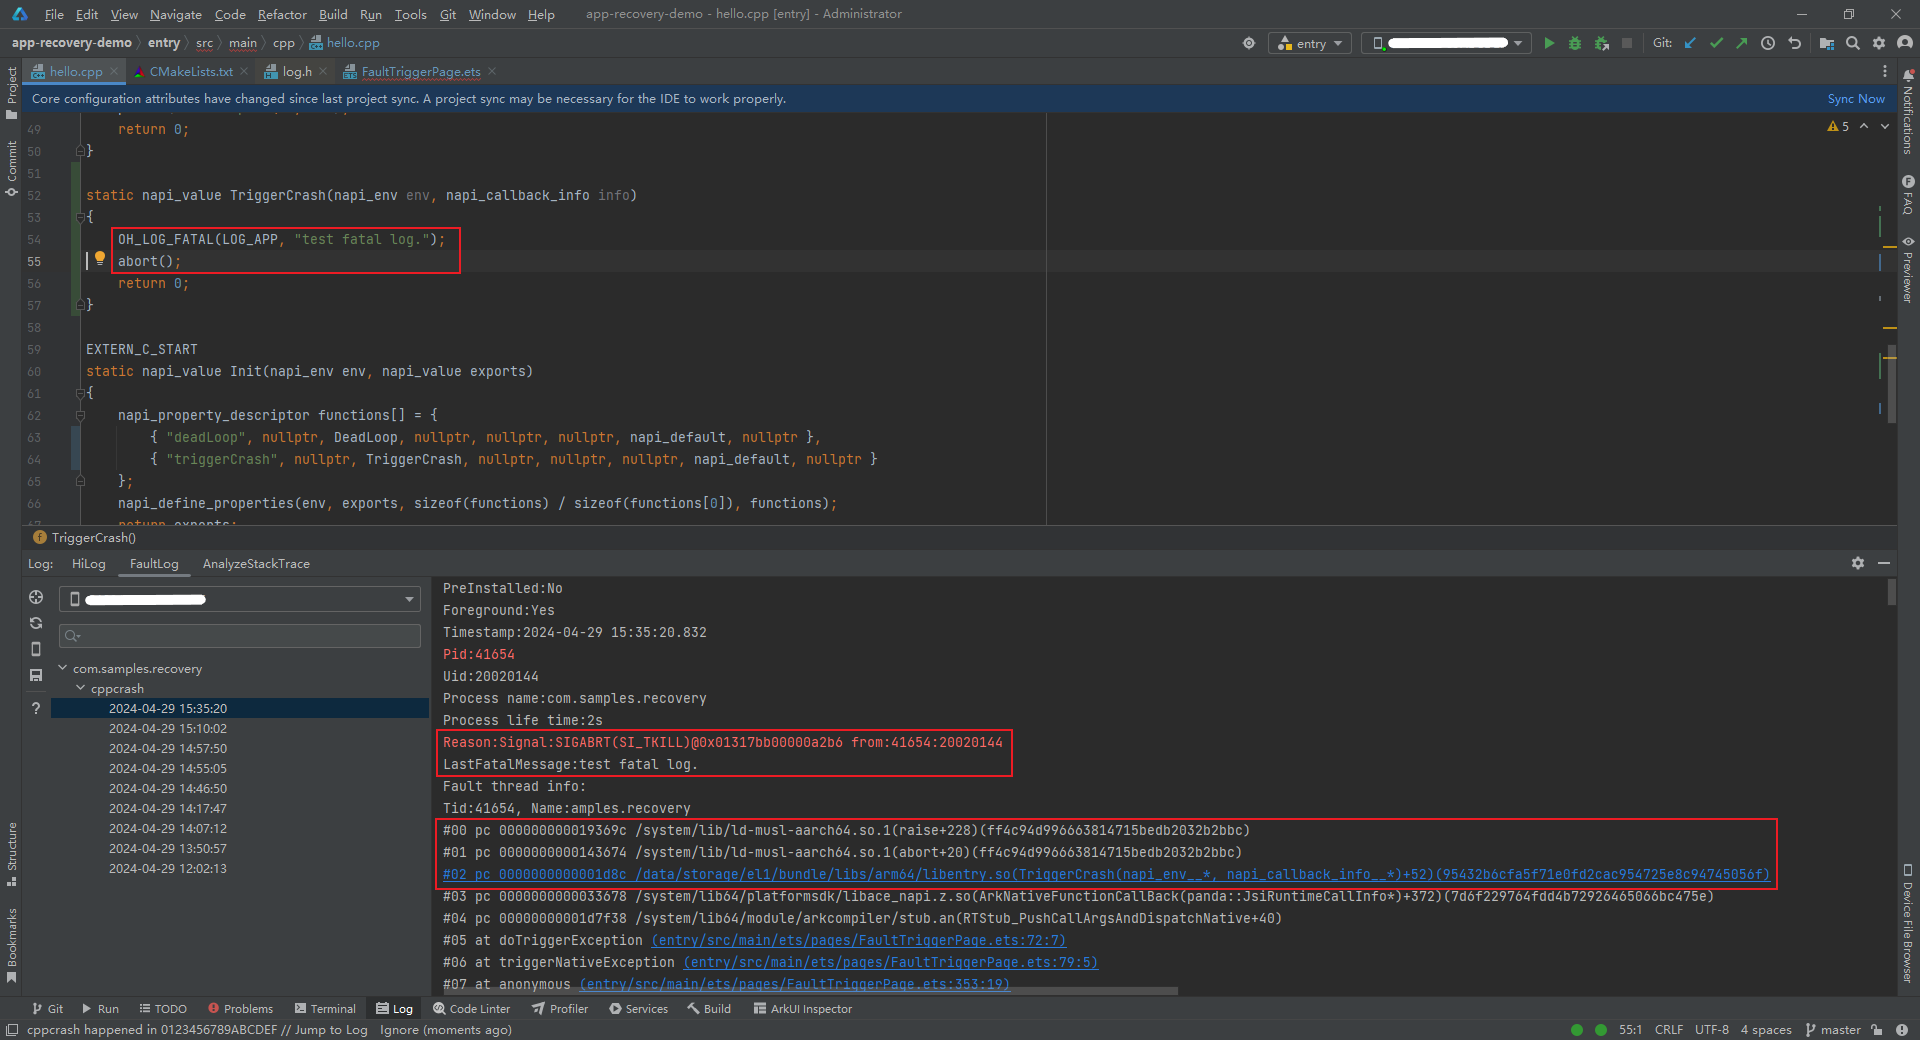 File Edit View Navigate Code Refactor Build Run Tools Git Window Help app-recovery-demo - hello.cpp [entry] - Administrator
app-recovery-demo entry src main cpp hello.cpp entry Git:
hello.cpp CMakeLists.txt log.h FaultTriggerPage.ets
Core configuration attributes have changed since last project sync. A project sync may be necessary for the IDE to work properly. Sync Now
5
49 return 0;
50 }
51
52 static napi_value TriggerCrash(napi_env env, napi_callback_info info)
53 {
54 OH_LOG_FATAL(LOG_APP, "test fatal log.");
55 abort();
56 return 0;
57 }
58
59 EXTERN_C_START
60 static napi_value Init(napi_env env, napi_value exports)
61 {
62 napi_property_descriptor functions[] = {
63 { "deadLoop", nullptr, DeadLoop, nullptr, nullptr, nullptr, napi_default, nullptr },
64 { "triggerCrash", nullptr, TriggerCrash, nullptr, nullptr, nullptr, napi_default, nullptr }
65 };
66 napi_define_properties(env, exports, sizeof(functions) / sizeof(functions[0]), functions);
67 return exports;
TriggerCrash()
Log: HiLog FaultLog AnalyzeStackTrace
com.samples.recovery
cppcrash
2024-04-29 15:35:20
2024-04-29 15:10:02
2024-04-29 14:57:50
2024-04-29 14:55:05
2024-04-29 14:46:50
2024-04-29 14:17:47
2024-04-29 14:07:12
2024-04-29 13:50:57
2024-04-29 12:02:13
PreInstalled:No
Foreground:Yes
Timestamp:2024-04-29 15:35:20.832
Pid:41654
Uid:20020144
Process name:com.samples.recovery
Process life time:2s
Reason:Signal:SIGABRT(SI_TKILL)@0x01317bb00000a2b6 from:41654:20020144
LastFatalMessage:test fatal log.
Fault thread info:
Tid:41654, Name:amples.recovery
#00 pc 000000000019369c /system/lib/ld-musl-aarch64.so.1(raise+228)(ff4c94d996663814715bedb2032b2bbc)
#01 pc 0000000000143674 /system/lib/ld-musl-aarch64.so.1(abort+20)(ff4c94d996663814715bedb2032b2bbc)
#02 pc 0000000000001d8c /data/storage/el1/bundle/libs/arm64/libentry.so(TriggerCrash(napi_env__*, napi_callback_info__*)+52)(95432b6cfa5f71e0fd2cac954725e8c94745056f)
#03 pc 0000000000033678 /system/lib64/platformsdk/libace_napi.z.so(ArkNativeFunctionCallBack(panda::JsiRuntimeCallInfo*)+372)(7d6f229764fdd4b72926465066bc475e)
#04 pc 00000000001d7f38 /system/lib64/module/arkcompiler/stub.an(RTStub_PushCallArgsAndDispatchNative+40)
#05 at doTriggerException (entry/src/main/ets/pages/FaultTriggerPage.ets:72:7)
#06 at triggerNativeException (entry/src/main/ets/pages/FaultTriggerPage.ets:79:5)
#07 at anonymous (entry/src/main/ets/pages/FaultTriggerPage.ets:353:19)
Project
Commit
Structure
Bookmarks
Notifications
FAQ
Previewer
Device File Browser
Git Run TODO Problems Terminal Log Code Linter Profiler Services Build ArkUI Inspector
cppcrash happened in 0123456789ABCDEF // Jump to Log Ignore (moments ago) 55:1 CRLF UTF-8 4 spaces master